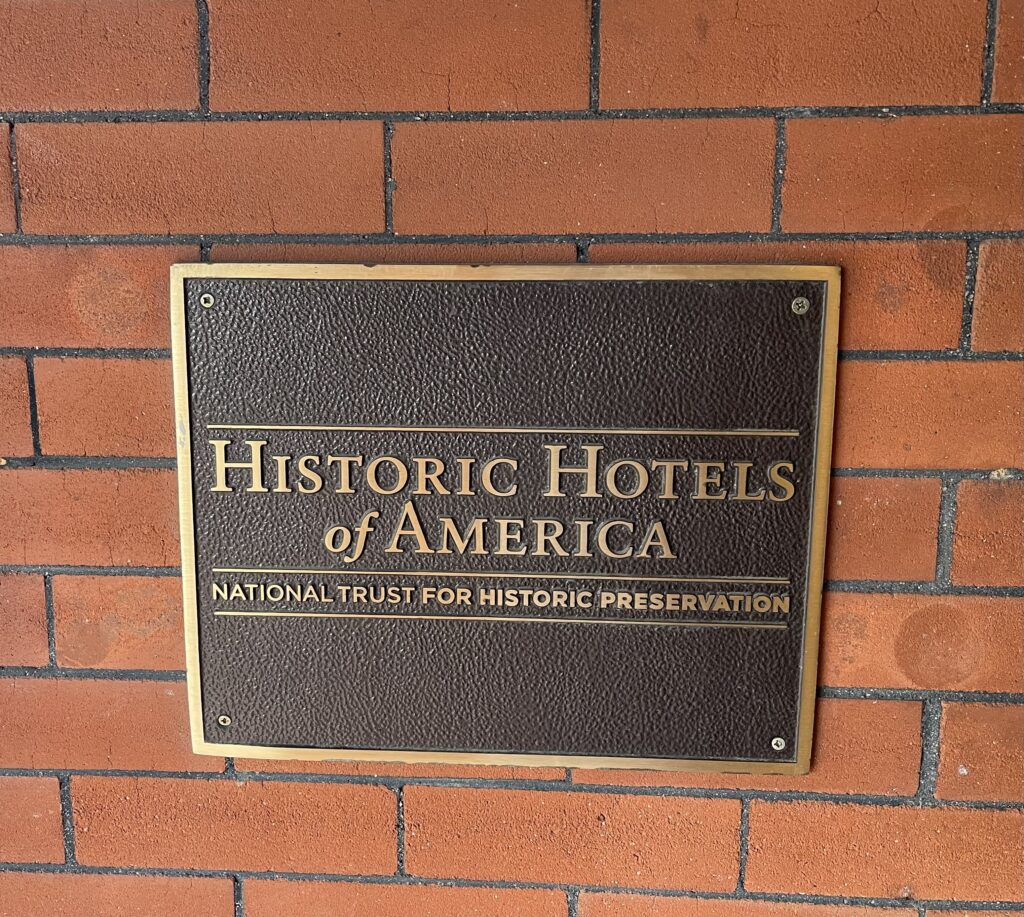 HISTORIC HOTELS
of AMERICA
NATIONAL TRUST FOR HISTORIC PRESERVATION